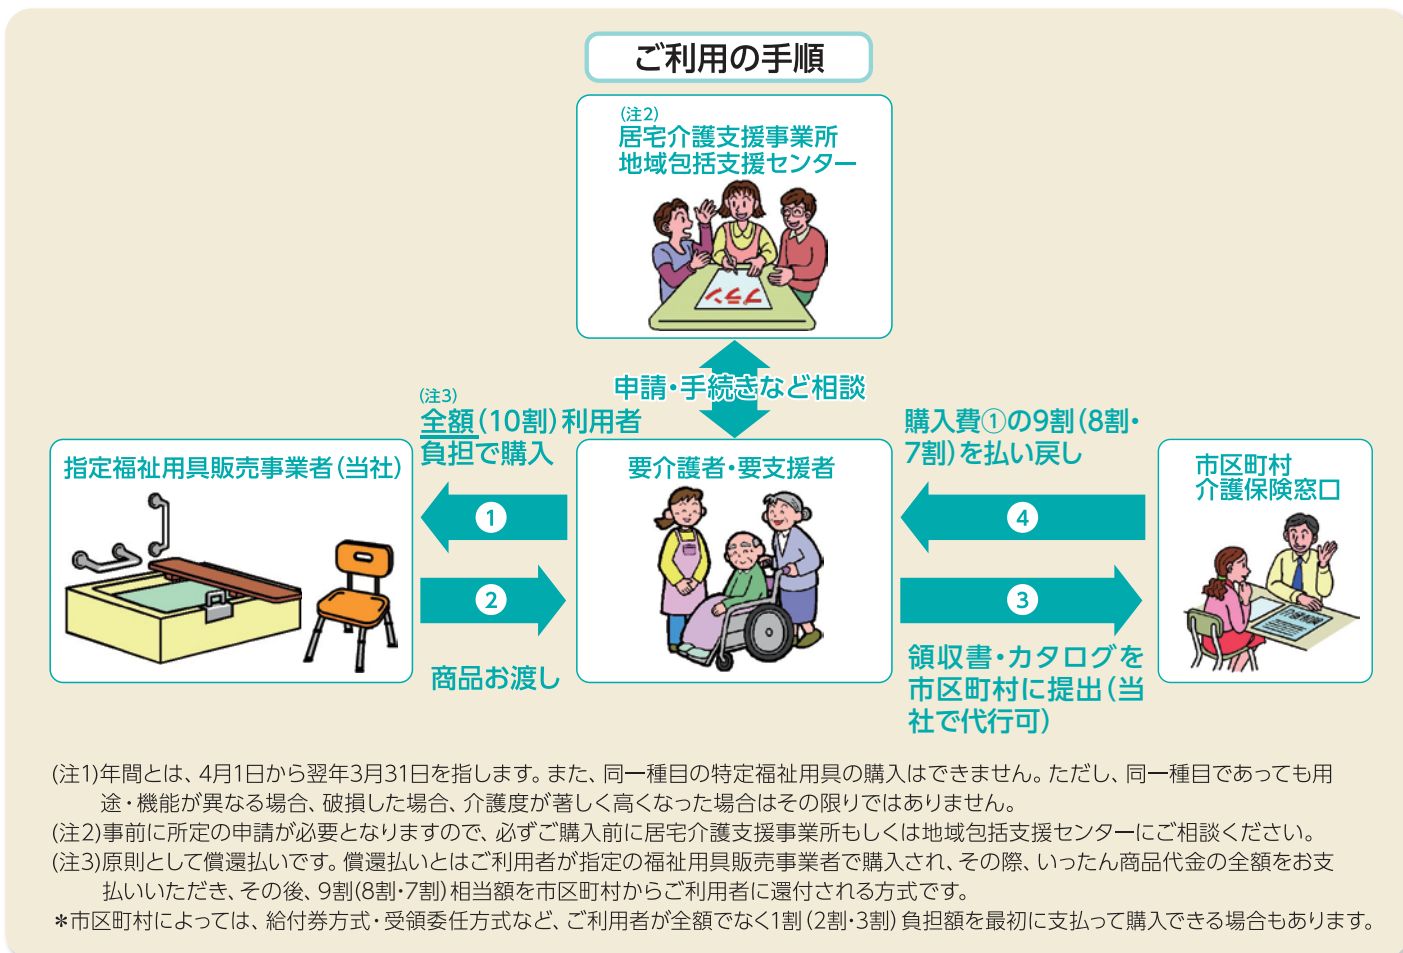 ご利用の手順
(注2)
居宅介護支援事業所
地域包括支援センター
プラン
申請・手続きなど相談
(注3)
全額(10割)利用者
負担で購入
購入費①の9割(8割・
7割)を払い戻し
指定福祉用具販売事業者(当社)
要介護者・要支援者
市区町村
介護保険窓口
1
4
2
3
介護保険
商品お渡し
領収書・カタログを
市区町村に提出(当
社で代行可)
(注1)年間とは、4月1日から翌年3月31日を指します。また、同一種目の特定福祉用具の購入はできません。ただし、同一種目であっても用
途・機能が異なる場合、破損した場合、介護度が著しく高くなった場合はその限りではありません。
(注2)事前に所定の申請が必要となりますので、必ずご購入前に居宅介護支援事業所もしくは地域包括支援センターにご相談ください。
(注3)原則として償還払いです。償還払いとはご利用者が指定の福祉用具販売事業者で購入され、その際、いったん商品代金の全額をお支
払いいただき、その後、9割(8割・7割)相当額を市区町村からご利用者に還付される方式です。
*市区町村によっては、給付券方式・受領委任方式など、ご利用者が全額でなく1割(2割・3割)負担額を最初に支払って購入できる場合もあります。